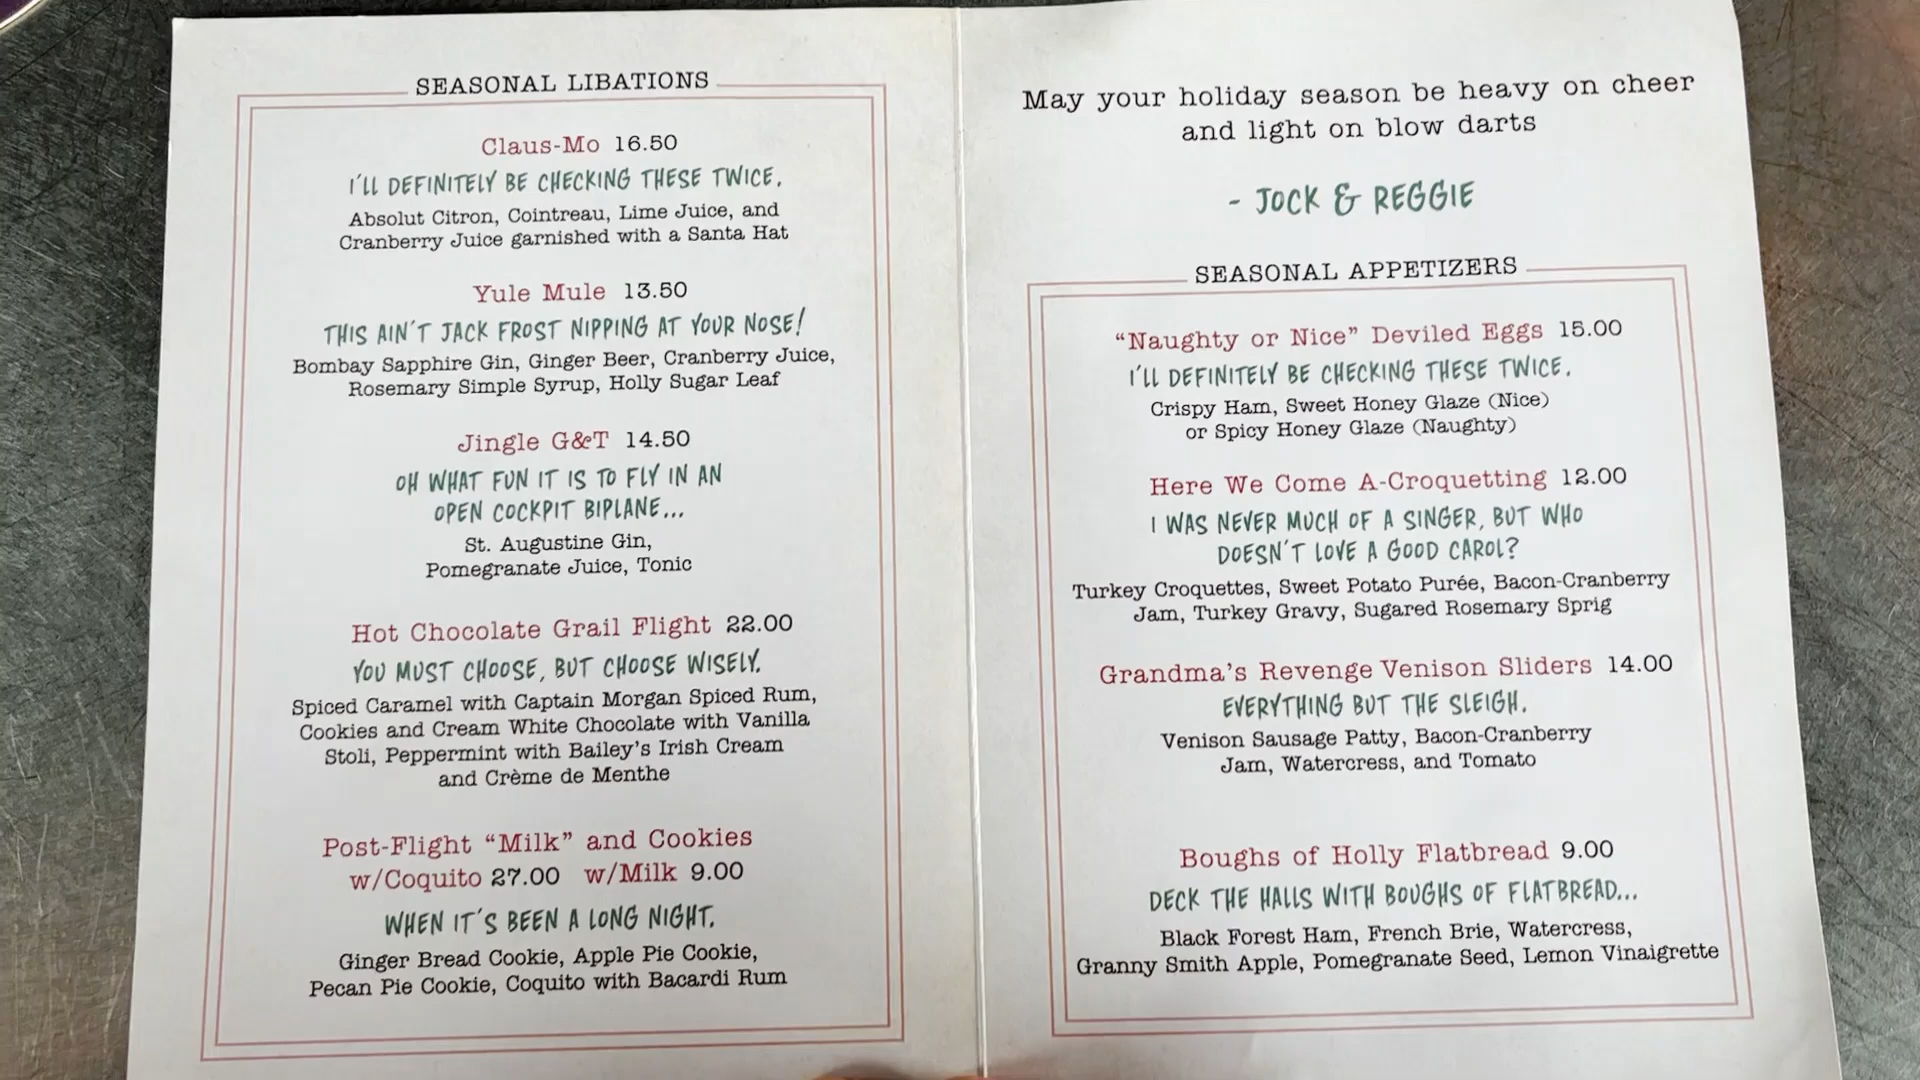 SEASONAL LIBATIONS
Claus-Mo 16.50
I'LL DEFINITELY BE CHECKING THESE TWICE.
Absolut Citron, Cointreau, Lime Juice, and
Cranberry Juice garnished with a Santa Hat
Yule Mule 13.50
THIS AIN'T JACK FROST NIPPING AT YOUR NOSE!
Bombay Sapphire Gin, Ginger Beer, Cranberry Juice,
Rosemary Simple Syrup, Holly Sugar Leaf
Jingle G&T 14.50
OH WHAT FUN IT IS TO FLY IN AN
OPEN COCKPIT BIPLANE...
St. Augustine Gin,
Pomegranate Juice, Tonic
Hot Chocolate Grail Flight 22.00
YOU MUST CHOOSE, BUT CHOOSE WISELY.
Spiced Caramel with Captain Morgan Spiced Rum,
Cookies and Cream White Chocolate with Vanilla
Stoli, Peppermint with Bailey's Irish Cream
and Crème de Menthe
Post-Flight “Milk” and Cookies
w/Coquito 27.00 w/Milk 9.00
WHEN IT'S BEEN A LONG NIGHT.
Ginger Bread Cookie, Apple Pie Cookie,
Pecan Pie Cookie, Coquito with Bacardi Rum
May your holiday season be heavy on cheer
and light on blow darts
- JOCK & REGGIE
SEASONAL APPETIZERS
“Naughty or Nice” Deviled Eggs 15.00
I'LL DEFINITELY BE CHECKING THESE TWICE.
Crispy Ham, Sweet Honey Glaze (Nice)
or Spicy Honey Glaze (Naughty)
Here We Come A-Croquetting 12.00
I WAS NEVER MUCH OF A SINGER, BUT WHO
DOESN'T LOVE A GOOD CAROL?
Turkey Croquettes, Sweet Potato Purée, Bacon-Cranberry
Jam, Turkey Gravy, Sugared Rosemary Sprig
Grandma's Revenge Venison Sliders 14.00
EVERYTHING BUT THE SLEIGH.
Venison Sausage Patty, Bacon-Cranberry
Jam, Watercress, and Tomato
Boughs of Holly Flatbread 9.00
DECK THE HALLS WITH BOUGHS OF FLATBREAD...
Black Forest Ham, French Brie, Watercress,
Granny Smith Apple, Pomegranate Seed, Lemon Vinaigrette